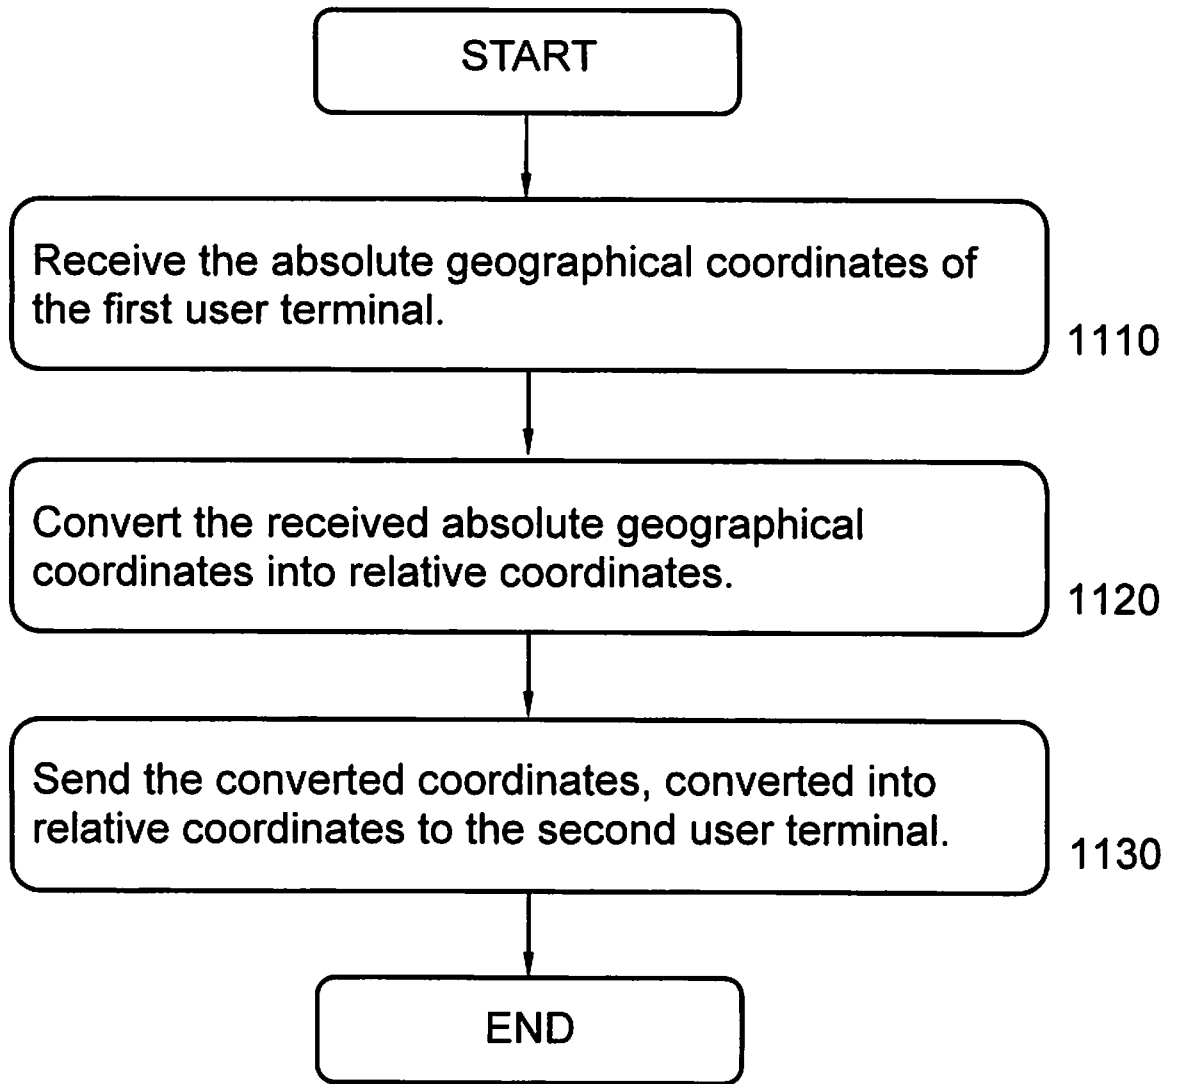 START
Receive the absolute geographical coordinates of
the first user terminal.
1110
Convert the received absolute geographical
coordinates into relative coordinates.
1120
Send the converted coordinates, converted into
relative coordinates to the second user terminal.
1130
END